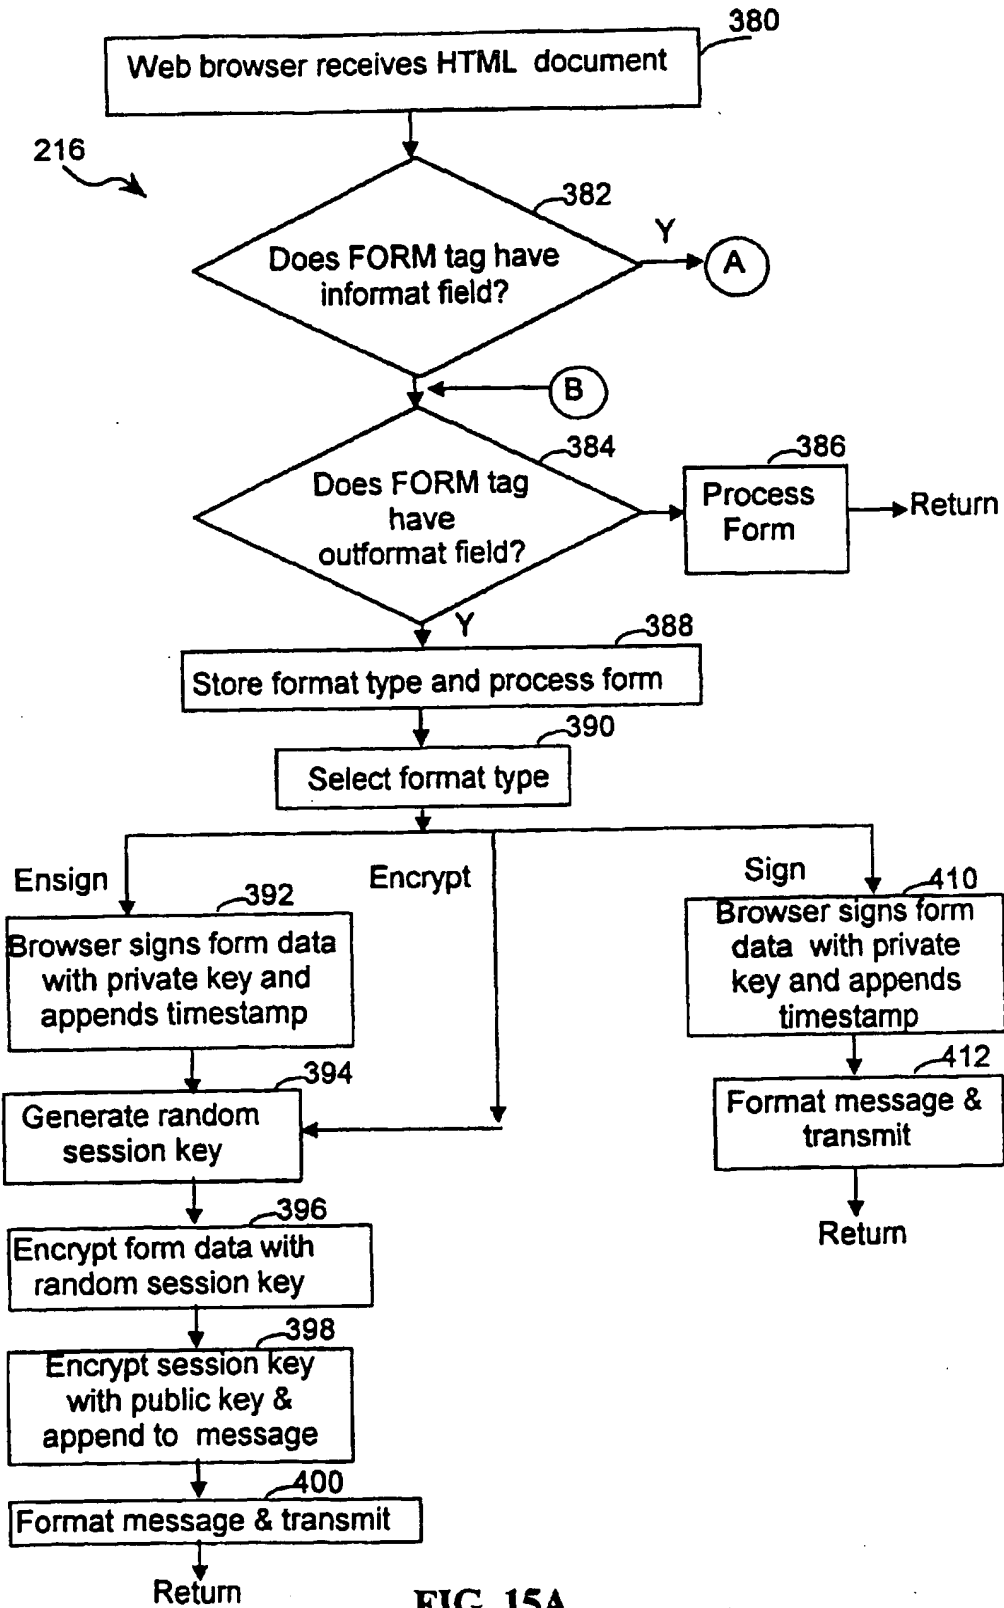 380
Web browser receives HTML document
216
382
Does FORM tag have
informat field?
Y
A
B
384
Does FORM tag
have
outformat field?
386
Process
Form
Return
Y
388
Store format type and process form
390
Select format type
Ensign
Encrypt
Sign
392
Browser signs form data
with private key and
appends timestamp
410
Browser signs form
data with private
key and appends
timestamp
394
Generate random
session key
412
Format message &
transmit
Return
396
Encrypt form data with
random session key
398
Encrypt session key
with public key &
append to message
400
Format message & transmit
Return
FIG. 15A